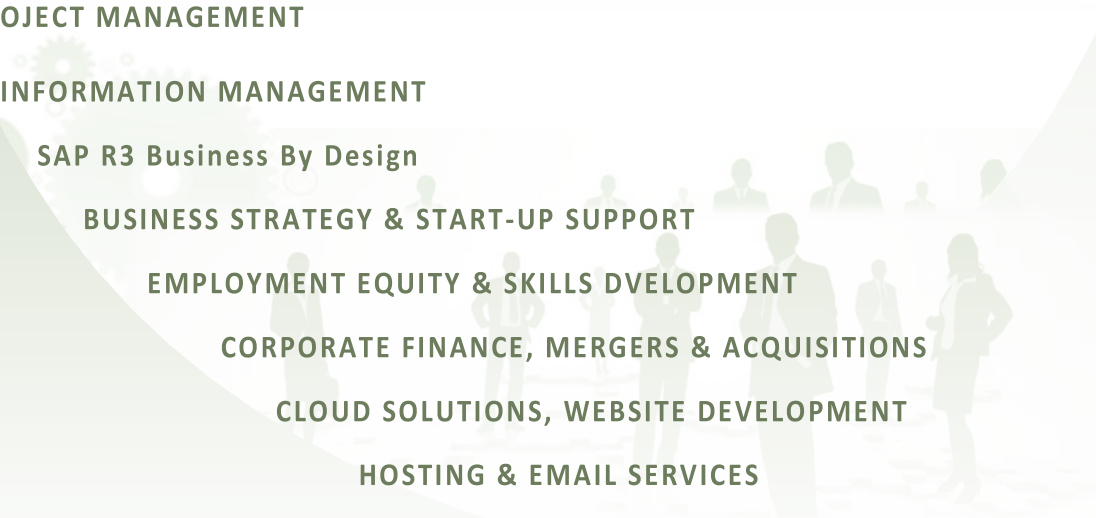 OJECT MANAGEMENT
INFORMATION MANAGEMENT
SAP R3 Business By Design
BUSINESS STRATEGY & START-UP SUPPORT
EMPLOYMENT EQUITY & SKILLS DVELOPMENT
CORPORATE FINANCE, MERGERS & ACQUISITIONS
CLOUD SOLUTIONS, WEBSITE DEVELOPMENT
HOSTING & EMAIL SERVICES